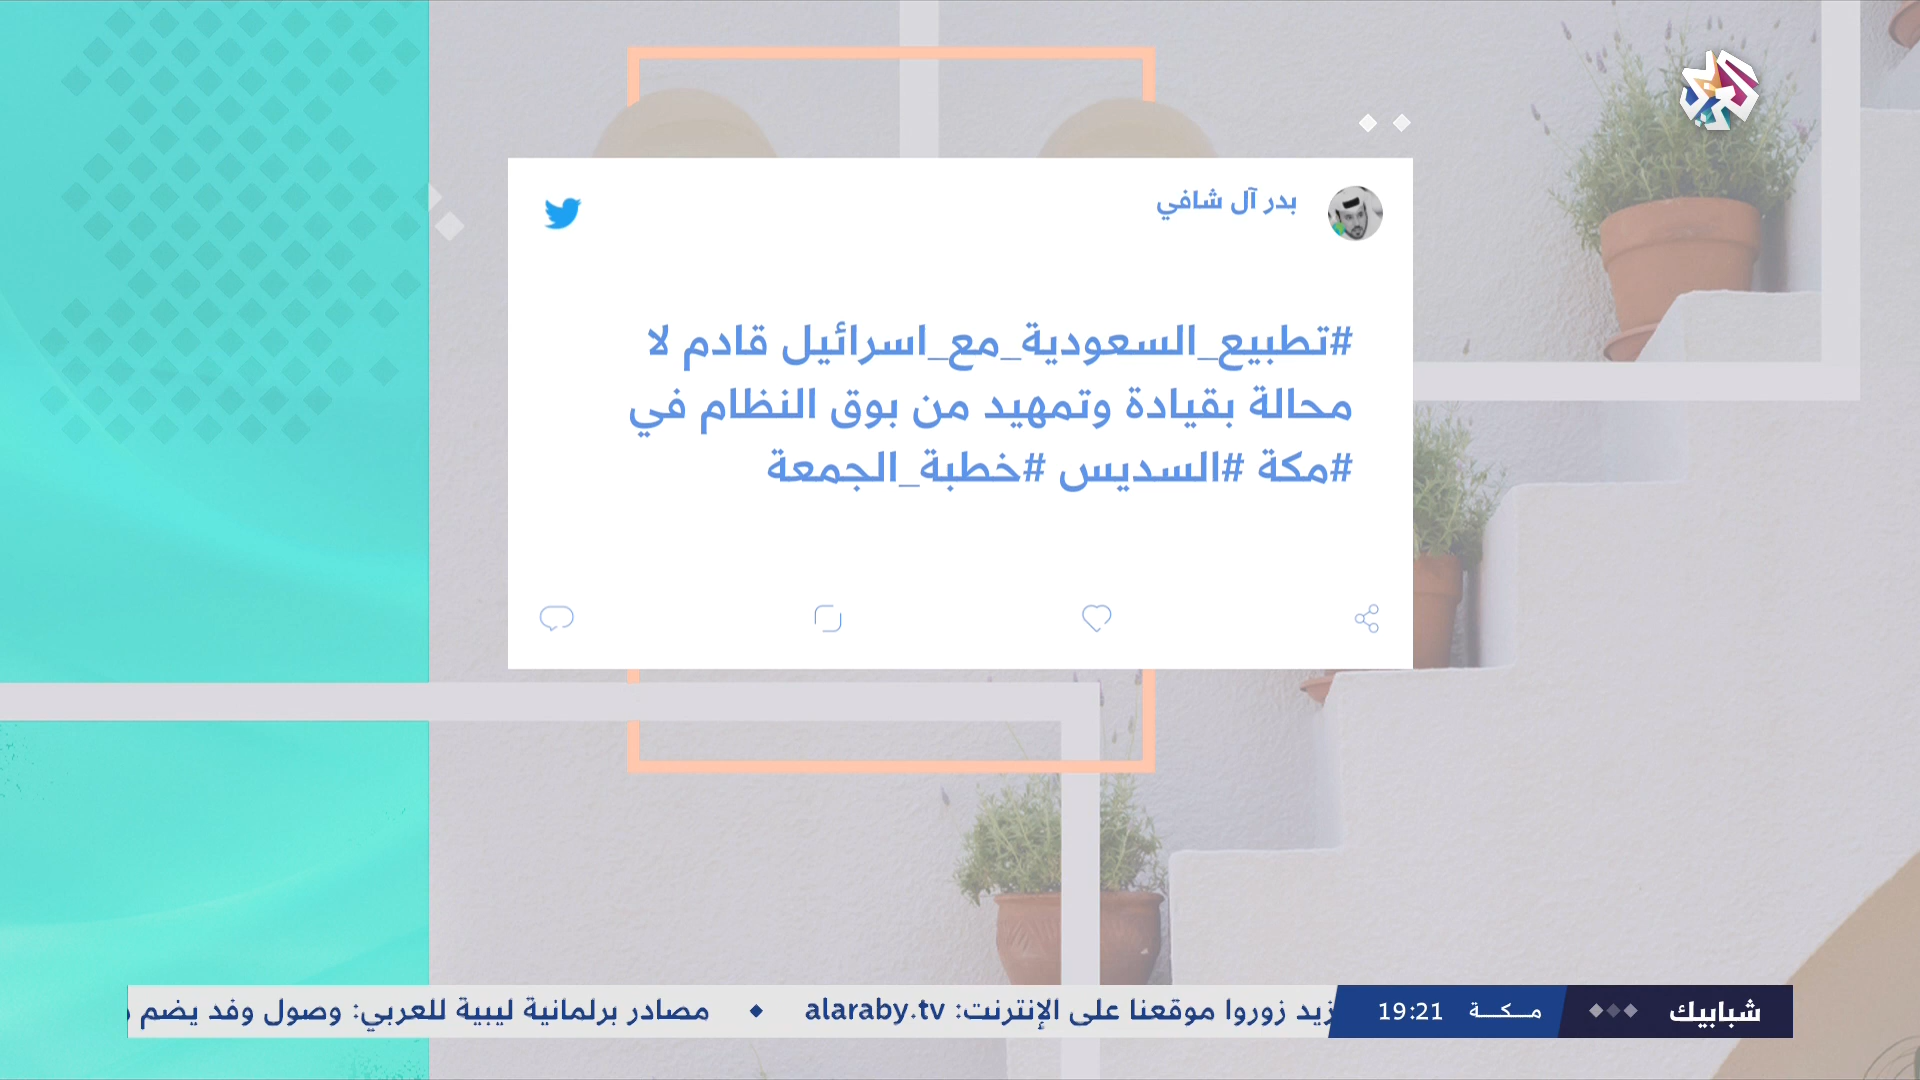 بدر آل شافي
#تطبيع_السعودية_مع_اسرائيل قادم لا
محالة بقيادة وتمهيد من بوق النظام في
#مكة #السديس #خطبة_الجمعة
شبابيك
مـــكـــة 19:21
زيد زوروا موقعنا على الإنترنت: alaraby.tv ◆ مصادر برلمانية ليبية للعربي: وصول وفد يضم